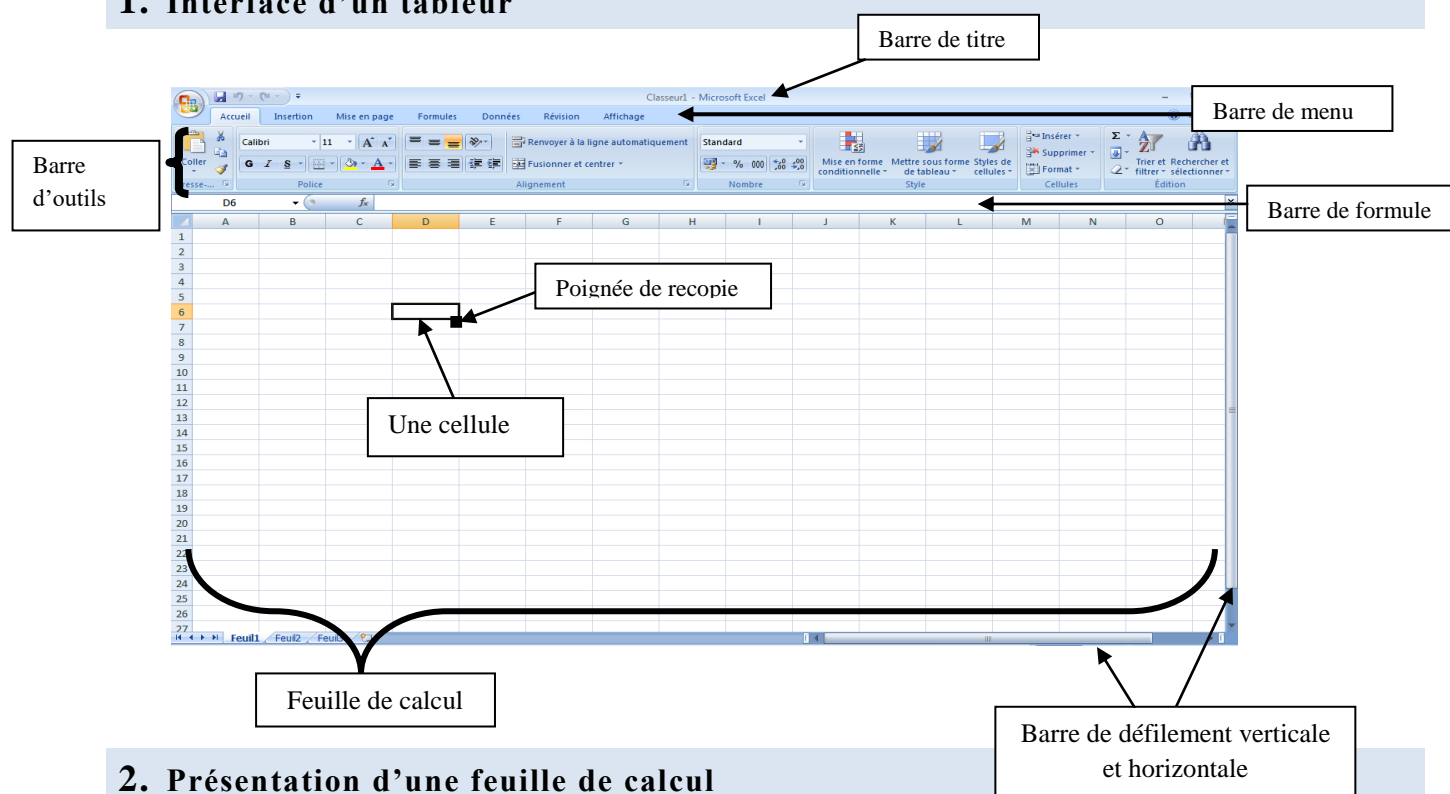 1. Interface d'un tableur
Barre de titre
Classeur1 - Microsoft Excel
Barre de menu
Accueil Insertion Mise en page Formules Données Révision Affichage
Barre
d'outils
Coller
Calibri 11 A A
Renvoyer à la ligne automatiquement
Standard
G I S A
Fusionner et centrer
% 000 ,00 ,00
Mise en forme
conditionnelle
Mettre sous forme
de tableau
Styles de
cellules
Insérer
Supprimer
Format
Σ
Trier et
filtrer
Rechercher et
sélectionner
Police Alignement Nombre Style Cellules Édition
D6 fx
Barre de formule
A B C D E F G H I J K L M N O
1
2
3
4
5
6
7
8
9
10
11
12
13
14
15
16
17
18
19
20
21
22
23
24
25
26
27
Poignée de recopie
Une cellule
Feuil1 Feuil2
Feuille de calcul
Barre de défilement verticale
et horizontale
2. Présentation d'une feuille de calcul